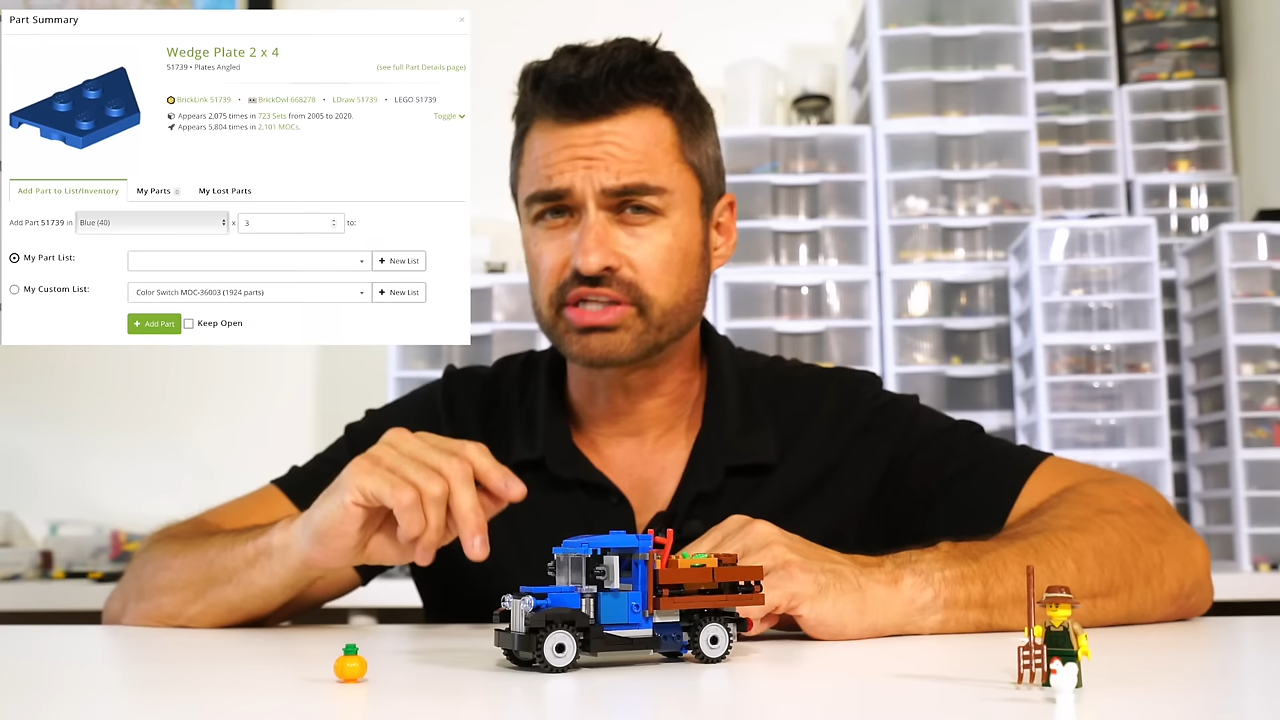 Part Summary
×
Wedge Plate 2 x 4
51739 • Plates Angled
(see full Part Details page)
BrickLink 51739 • BrickOwl 668278 • LDraw 51739 • LEGO 51739
Appears 2,075 times in 723 Sets from 2005 to 2020.
Toggle
Appears 5,804 times in 2,101 MOCs.
Add Part to List/Inventory
My Parts 0
My Lost Parts
Add Part 51739 in Blue (40) x 3 to:
My Part List:
+ New List
My Custom List: Color Switch MOC-36003 (1924 parts) + New List
+ Add Part Keep Open